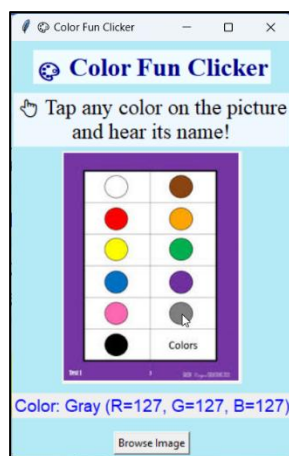 Color Fun Clicker
Color Fun Clicker
Tap any color on the picture
and hear its name!
Colors
1
Color: Gray (R=127, G=127, B=127)
Browse Image